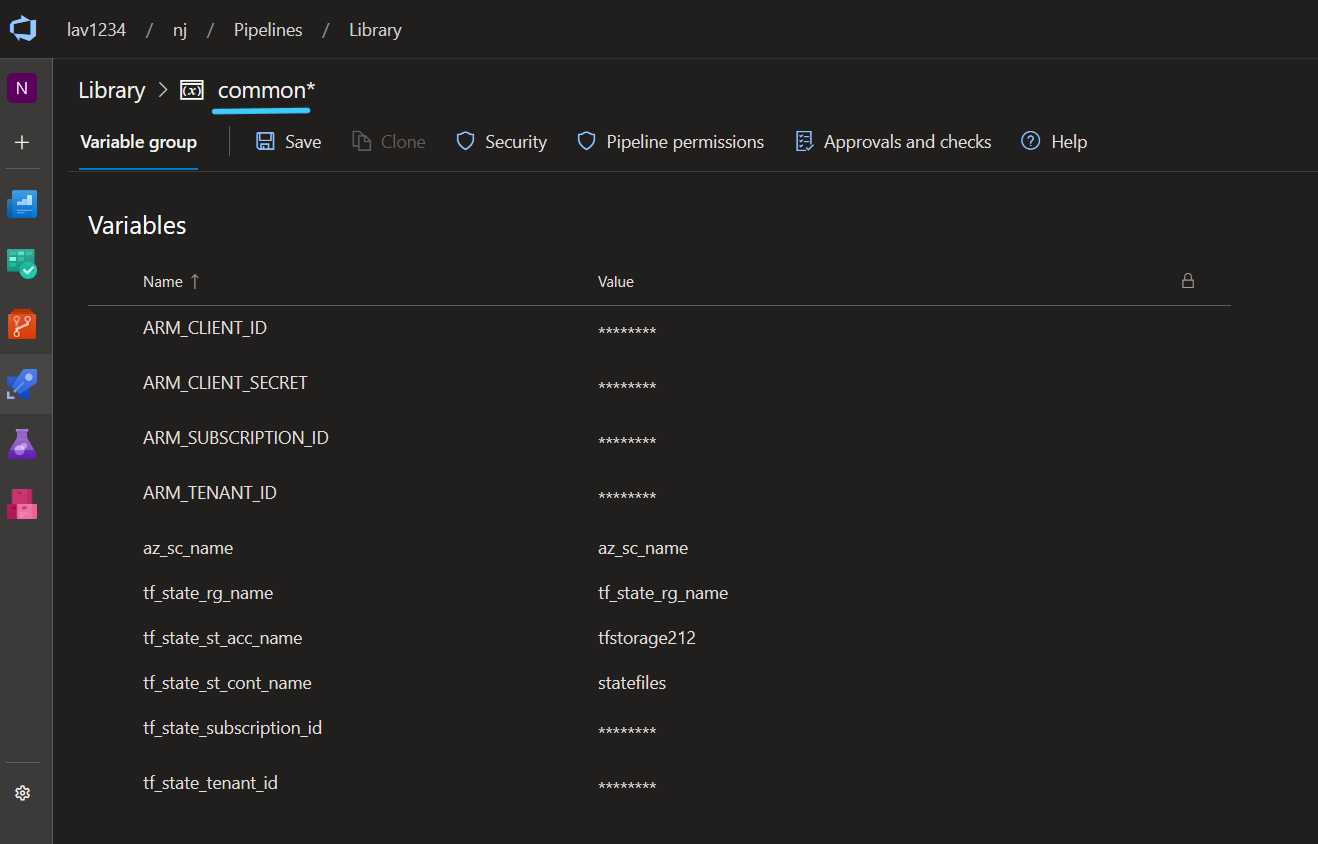 lav1234 / nj / Pipelines / Library
N
Library > (x) common*
Variable group Save Clone Security Pipeline permissions Approvals and checks ? Help
Variables
Name ↑ Value
ARM_CLIENT_ID ********
ARM_CLIENT_SECRET ********
ARM_SUBSCRIPTION_ID ********
ARM_TENANT_ID ********
az_sc_name az_sc_name
tf_state_rg_name tf_state_rg_name
tf_state_st_acc_name tfstorage212
tf_state_st_cont_name statefiles
tf_state_subscription_id ********
tf_state_tenant_id ********